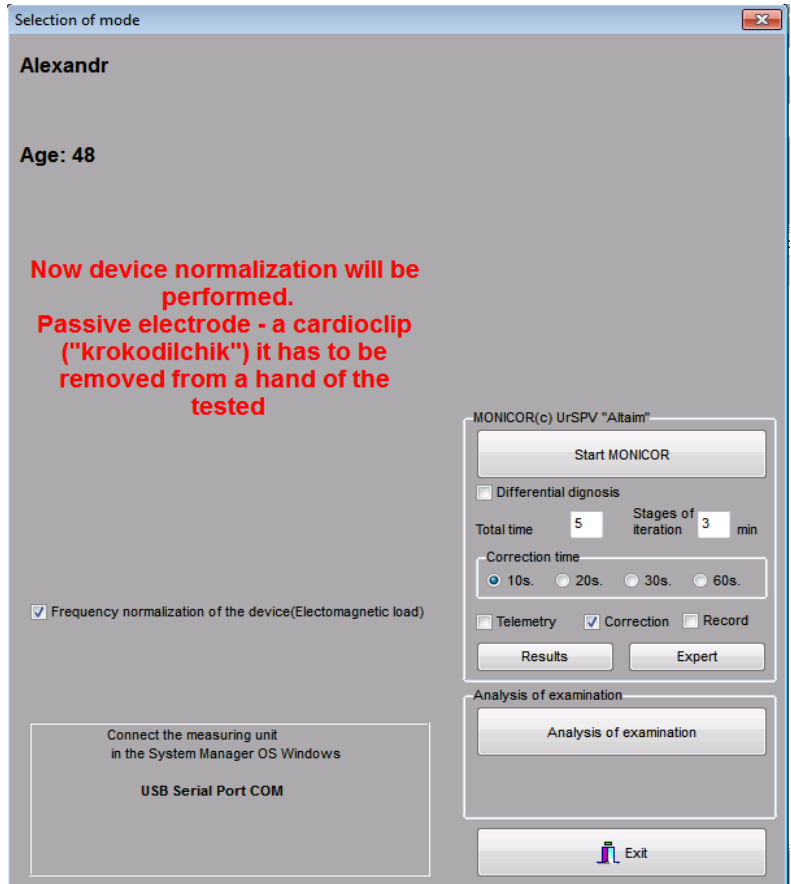 Selection of mode
Alexandr
Age: 48
Now device normalization will be
performed.
Passive electrode - a cardioclip
("krokodilchik") it has to be
removed from a hand of the
tested
Frequency normalization of the device(Electomagnetic load)
Connect the measuring unit
in the System Manager OS Windows
USB Serial Port COM
MONICOR(c) UrSPV "Altaim"
Start MONICOR
Differential dignosis
Total time 5 Stages of
iteration 3 min
Correction time
10s. 20s. 30s. 60s.
Telemetry Correction Record
Results Expert
Analysis of examination
Analysis of examination
Exit